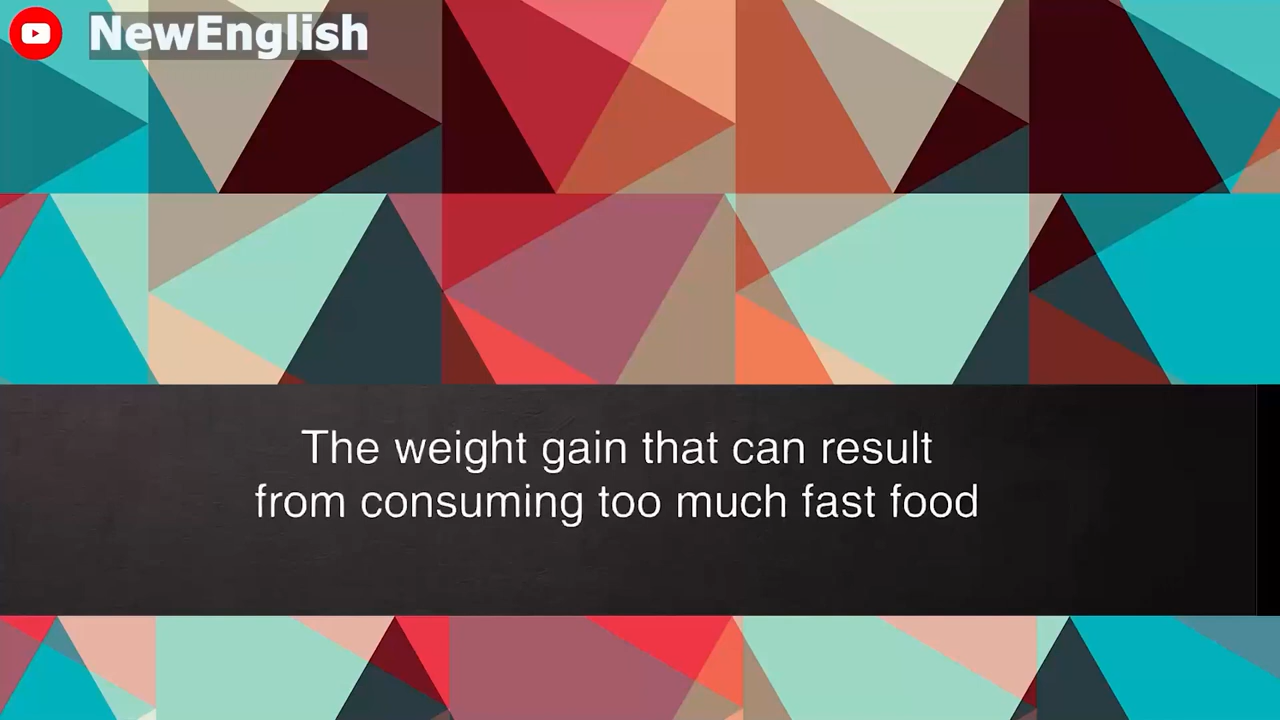 NewEnglish
The weight gain that can result
from consuming too much fast food